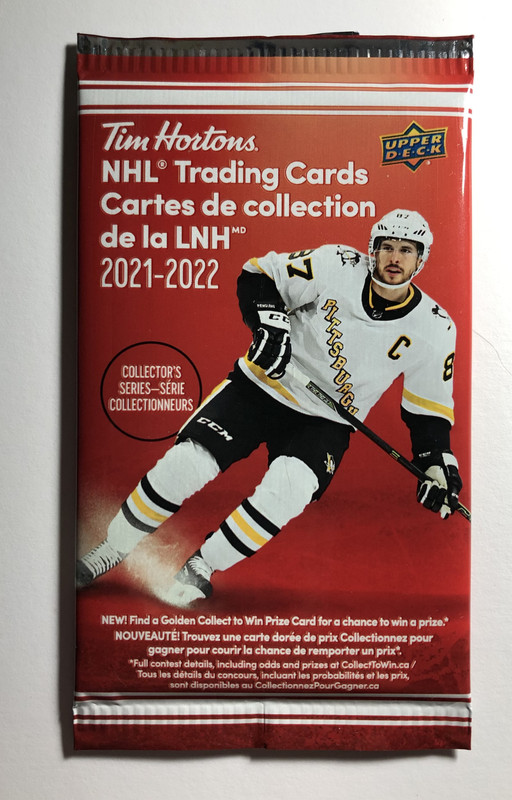 Tim Hortons.
UPPER
D·E·C·K
NHL® Trading Cards
Cartes de collection
de la LNHMD
2021-2022
87
97
PITTSBURGH
C
8
CCM
COLLECTOR'S
SERIES–SÉRIE
COLLECTIONNEURS
CCM
NEW! Find a Golden Collect to Win Prize Card for a chance to win a prize.*
NOUVEAUTÉ! Trouvez une carte dorée de prix Collectionnez pour
gagner pour courir la chance de remporter un prix*.
*Full contest details, including odds and prizes at CollectToWin.ca /
Tous les détails du concours, incluant les probabilités et les prix,
sont disponibles au CollectionnezPourGagner.ca